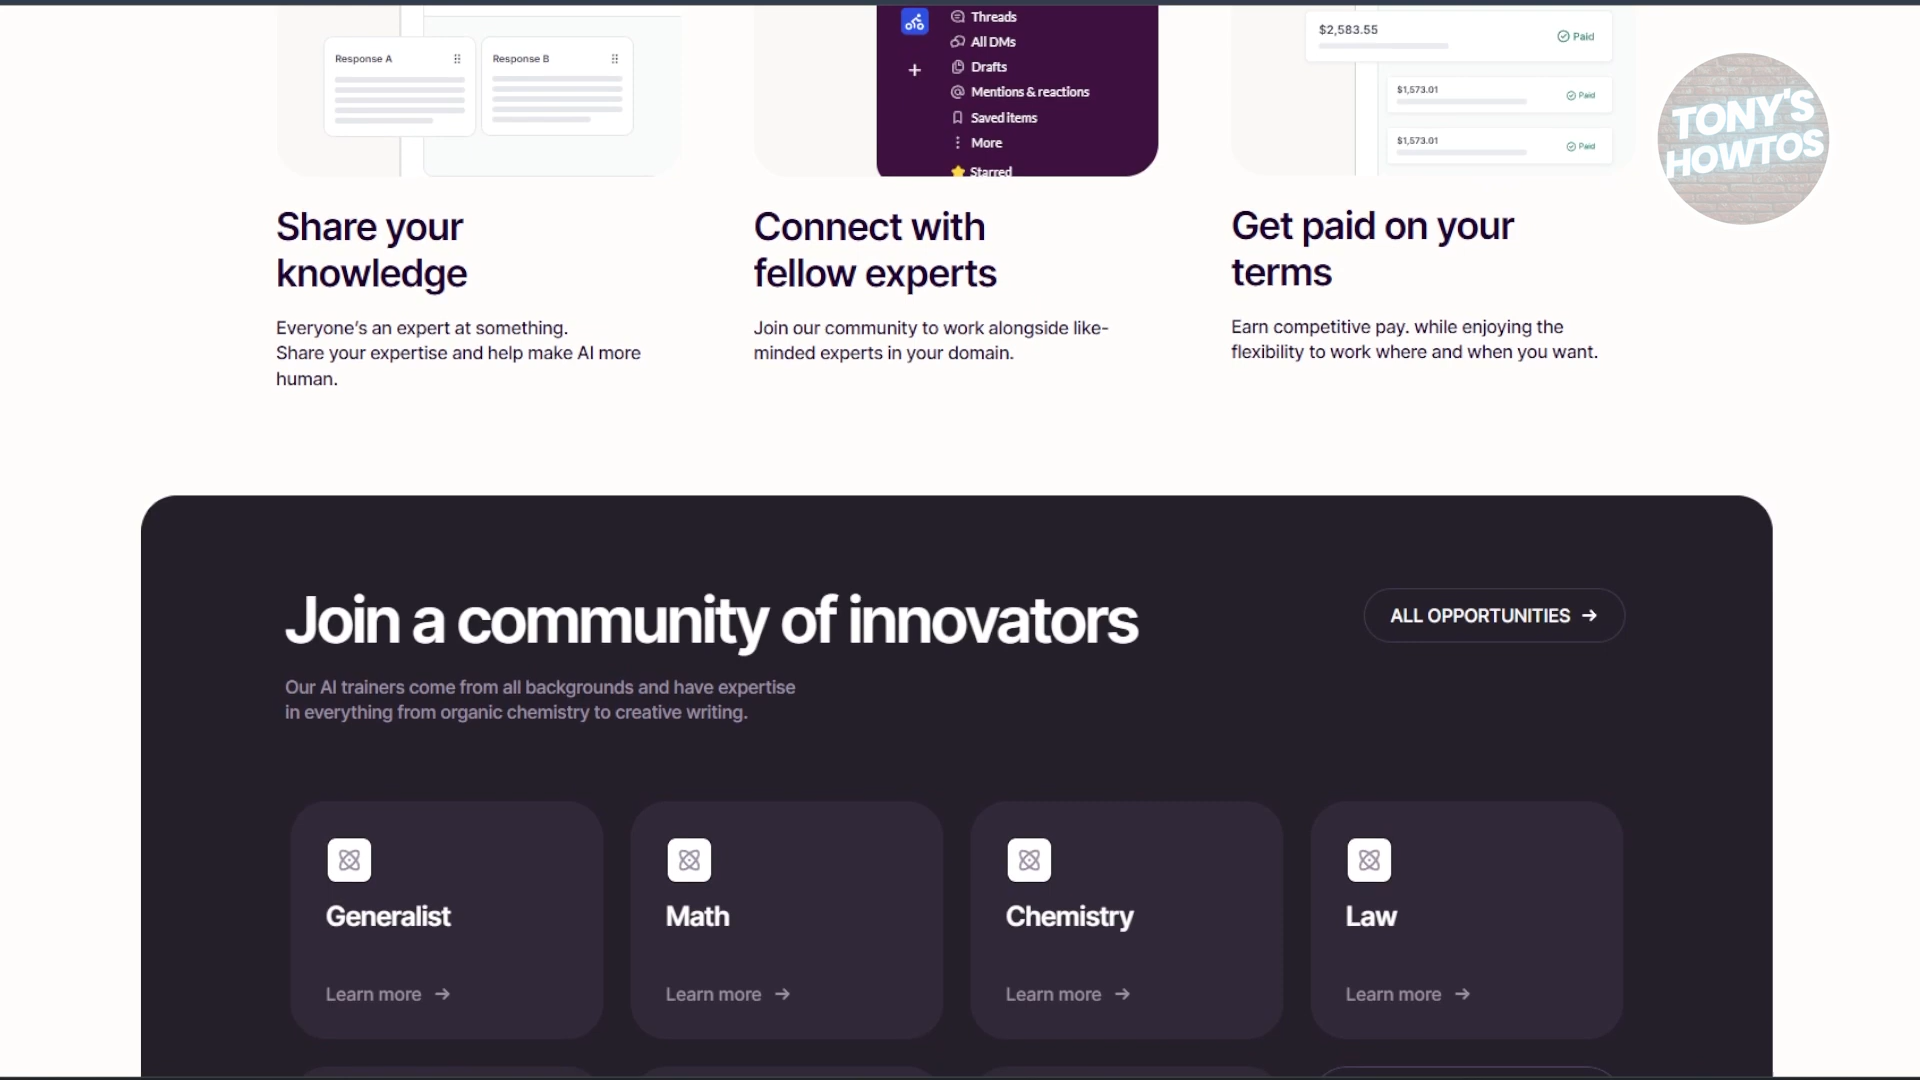 Response A
Response B
Threads
All DMs
Drafts
Mentions & reactions
Saved items
More
Starred
$2,583.55
Paid
$1,573.01
Paid
$1,573.01
Paid
TONY'S
HOWTOS
Share your
knowledge
Everyone's an expert at something.
Share your expertise and help make AI more
human.
Connect with
fellow experts
Join our community to work alongside like-
minded experts in your domain.
Get paid on your
terms
Earn competitive pay. while enjoying the
flexibility to work where and when you want.
Join a community of innovators
ALL OPPORTUNITIES →
Our AI trainers come from all backgrounds and have expertise
in everything from organic chemistry to creative writing.
Generalist
Learn more →
Math
Learn more →
Chemistry
Learn more →
Law
Learn more →